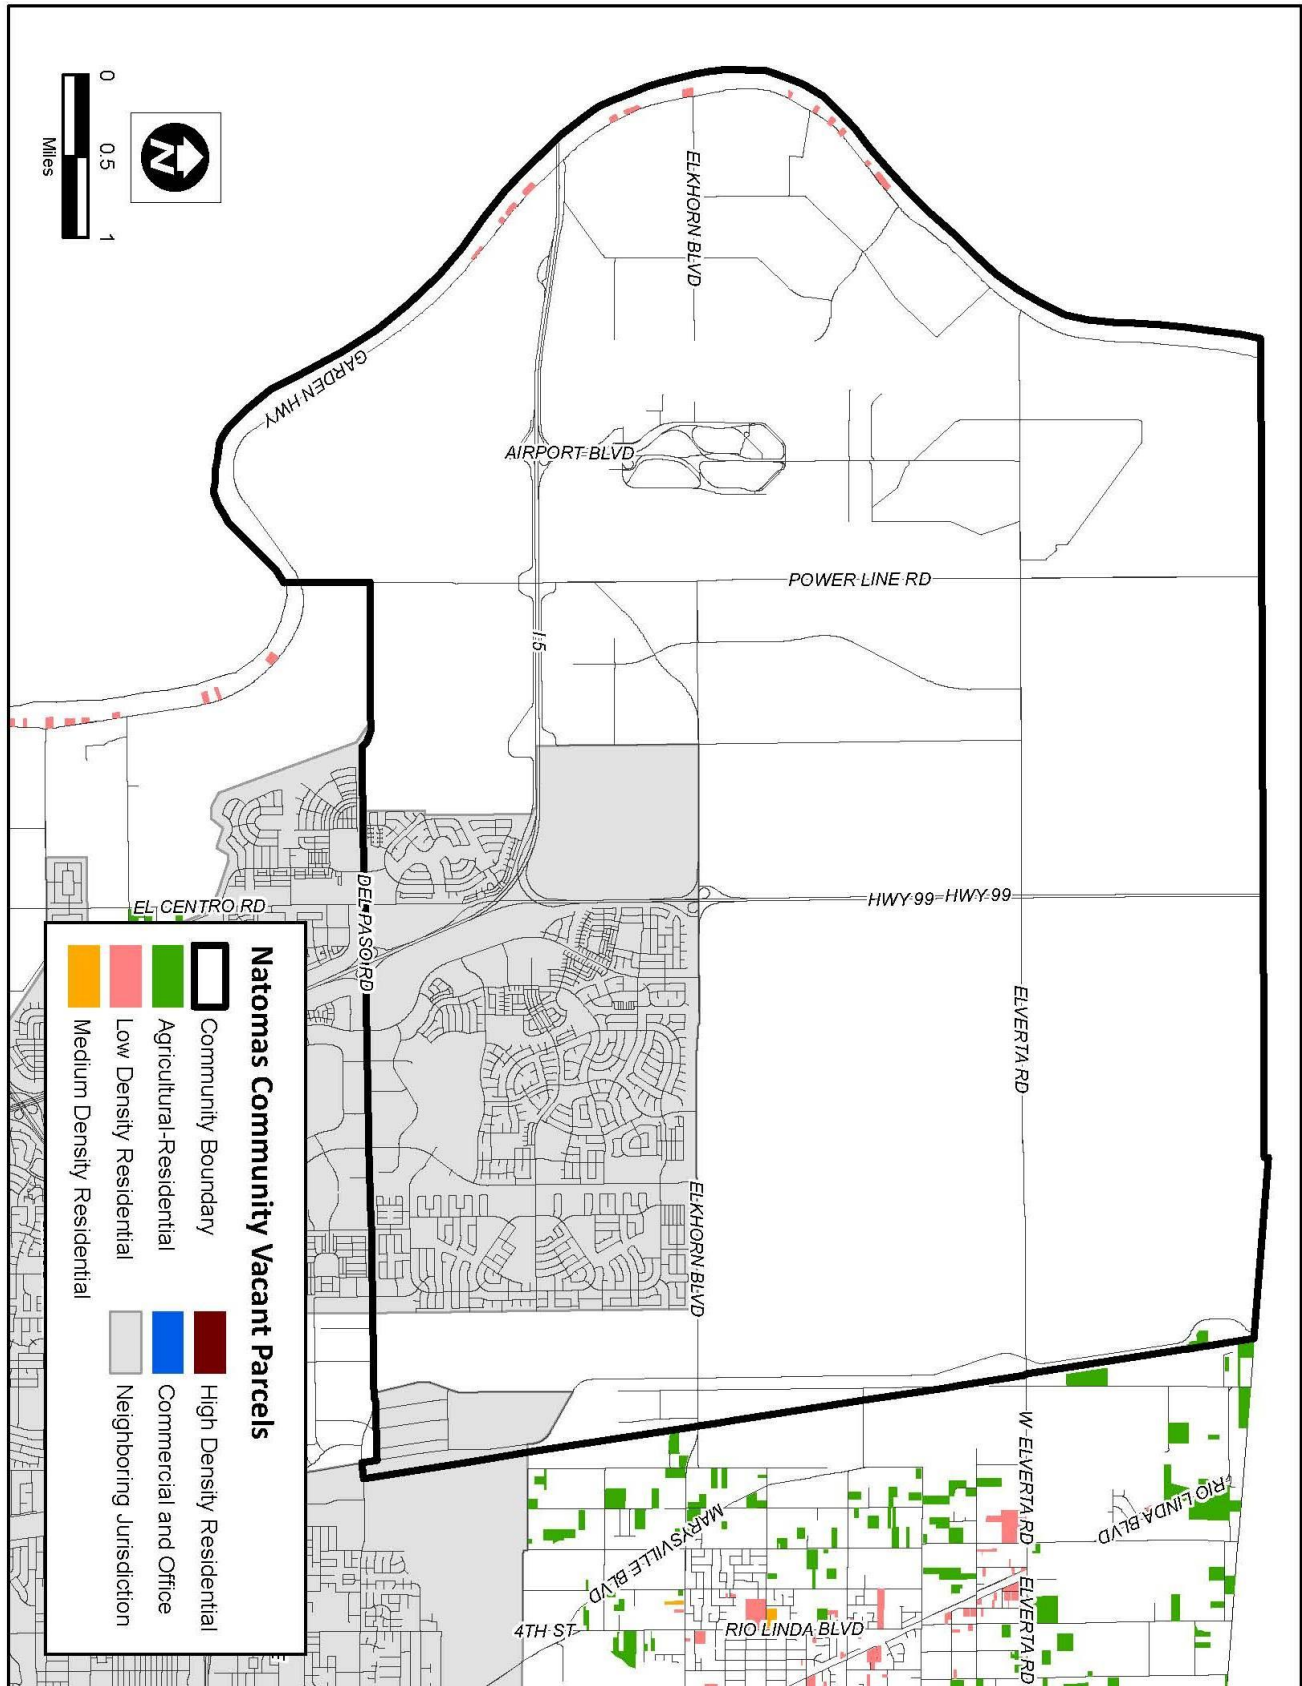 0
0.5
1
Miles
N
ELKHORN BLVD
GARDEN HWY
AIRPORT BLVD
POWER LINE RD
I-5
HWY 99
HWY 99
EL CENTRO RD
DEL PASO RD
ELVERTA RD
ELKHORN BLVD
W ELVERTA RD
RIO LINDA BLVD
MARYSVILLE BLVD
4TH ST
RIO LINDA BLVD
ELVERTA RD
Natomas Community Vacant Parcels
Community Boundary
Agricultural-Residential
Low Density Residential
Medium Density Residential
High Density Residential
Commercial and Office
Neighboring Jurisdiction